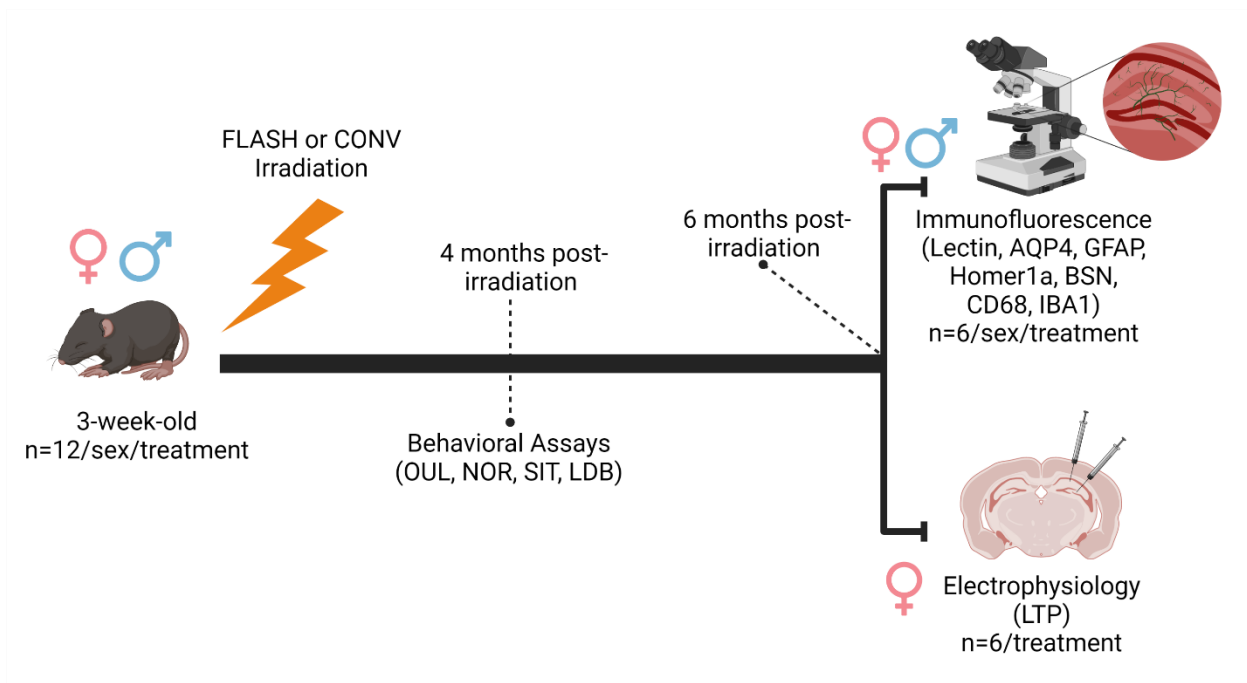 FLASH or CONV
Irradiation
3-week-old
n=12/sex/treatment
4 months post-
irradiation
Behavioral Assays
(OUL, NOR, SIT, LDB)
6 months post-
irradiation
Immunofluorescence
(Lectin, AQP4, GFAP,
Homer1a, BSN,
CD68, IBA1)
n=6/sex/treatment
Electrophysiology
(LTP)
n=6/treatment